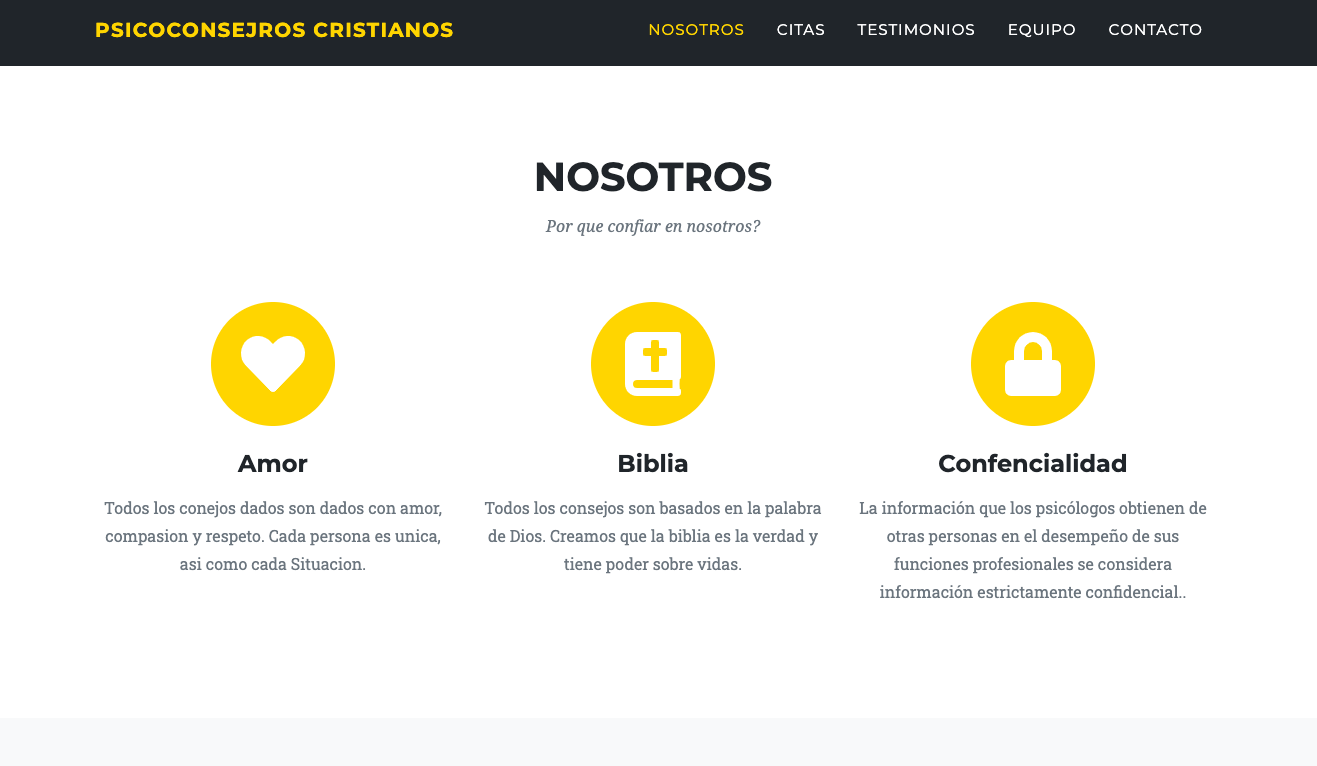 PSICOCONSEJROS CRISTIANOS
NOSOTROS CITAS TESTIMONIOS EQUIPO CONTACTO
NOSOTROS
Por que confiar en nosotros?
Amor
Todos los conejos dados son dados con amor,
compasion y respeto. Cada persona es unica,
asi como cada Situacion.
Biblia
Todos los consejos son basados en la palabra
de Dios. Creamos que la biblia es la verdad y
tiene poder sobre vidas.
Confencialidad
La información que los psicólogos obtienen de
otras personas en el desempeño de sus
funciones profesionales se considera
información estrictamente confidencial..